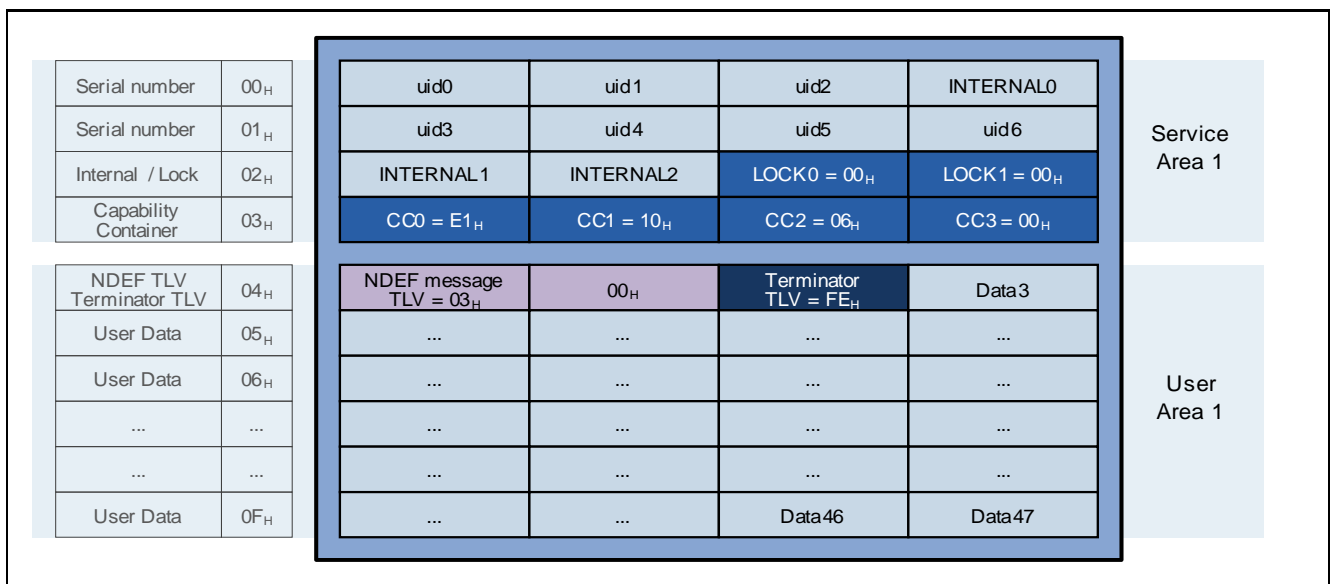 Serial number 00H uid0 uid1 uid2 INTERNAL0
Serial number 01H uid3 uid4 uid5 uid6
Internal / Lock 02H INTERNAL1 INTERNAL2 LOCK0 = 00H LOCK1 = 00H
Capability
Container 03H CC0 = E1H CC1 = 10H CC2 = 06H CC3 = 00H
Service
Area 1
NDEF TLV
Terminator TLV 04H NDEF message
TLV = 03H 00H Terminator
TLV = FEH Data3
User Data 05H ... ... ... ...
User Data 06H ... ... ... ...
... ... ... ... ... ...
... ... ... ... ... ...
User Data 0FH ... ... Data46 Data47
User
Area 1